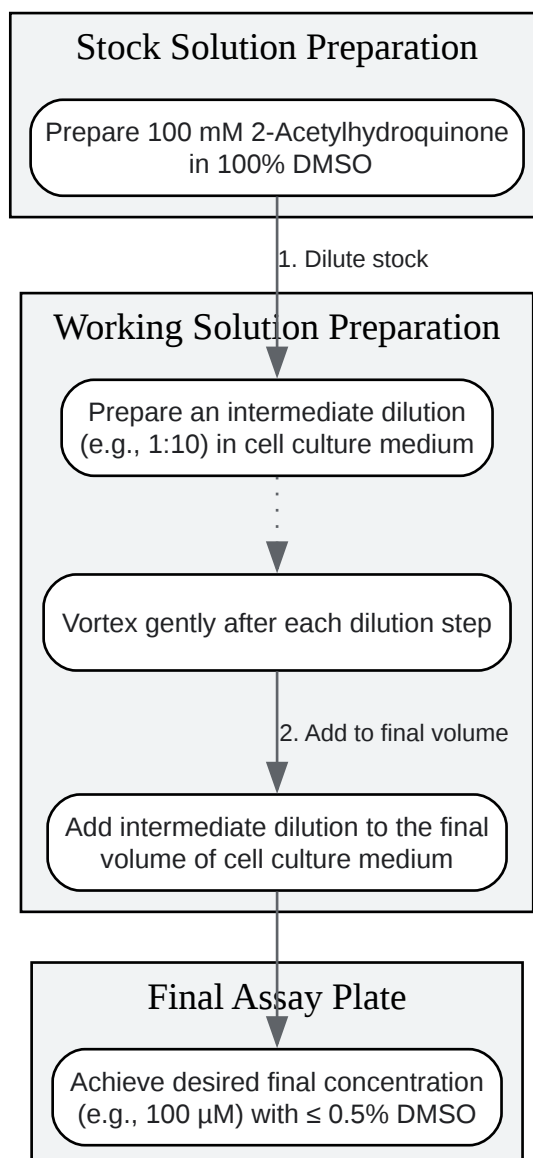 Stock Solution Preparation
Prepare 100 mM 2-Acetylhydroquinone
in 100% DMSO
1. Dilute stock
Working Solution Preparation
Prepare an intermediate dilution
(e.g., 1:10) in cell culture medium
Vortex gently after each dilution step
2. Add to final volume
Add intermediate dilution to the final
volume of cell culture medium
Final Assay Plate
Achieve desired final concentration
(e.g., 100 µM) with ≤ 0.5% DMSO